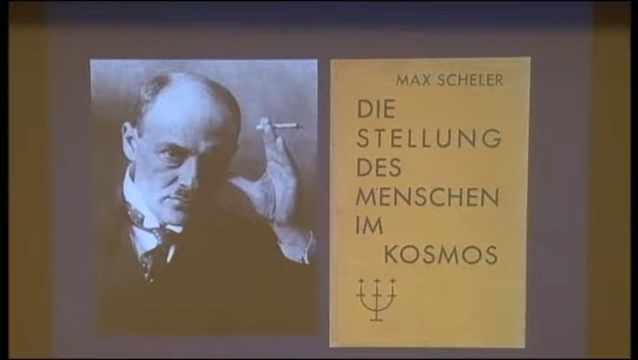 MAX SCHELER
DIE
STELLUNG
DES
MENSCHEN
IM
KOSMOS